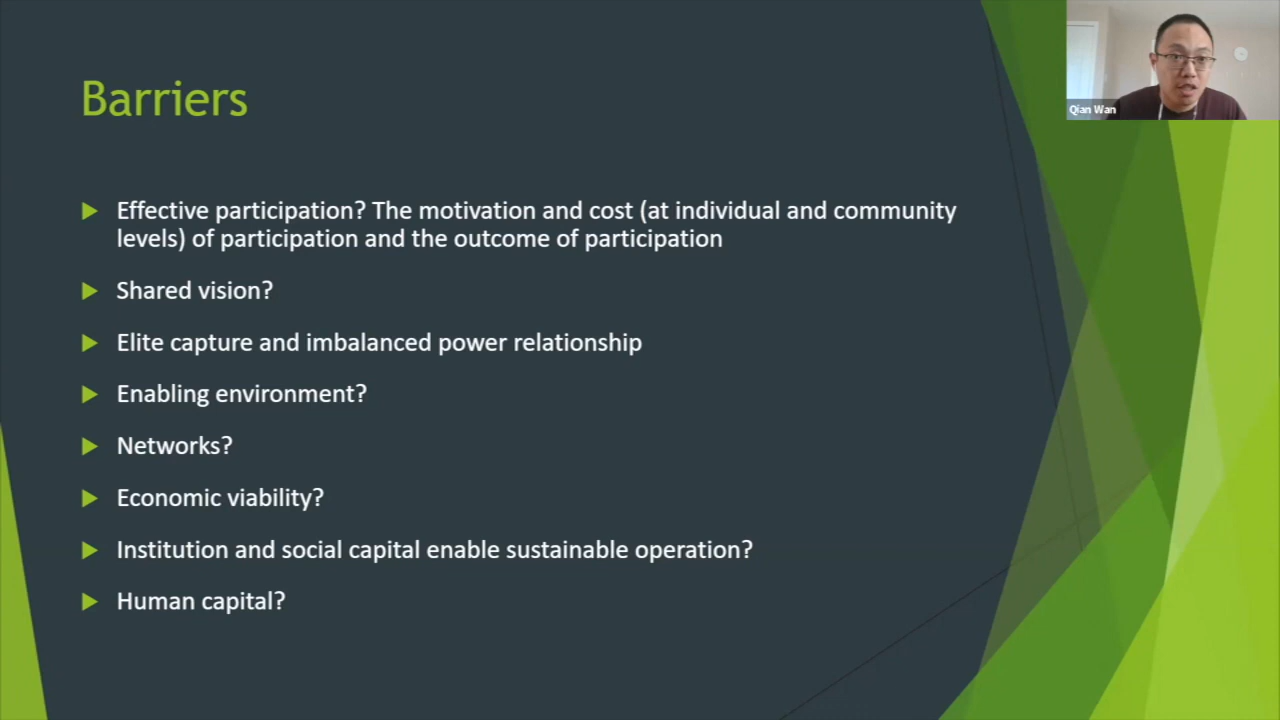 Barriers
Effective participation? The motivation and cost (at individual and community
levels) of participation and the outcome of participation
Shared vision?
Elite capture and imbalanced power relationship
Enabling environment?
Networks?
Economic viability?
Institution and social capital enable sustainable operation?
Human capital?
Qian Wan